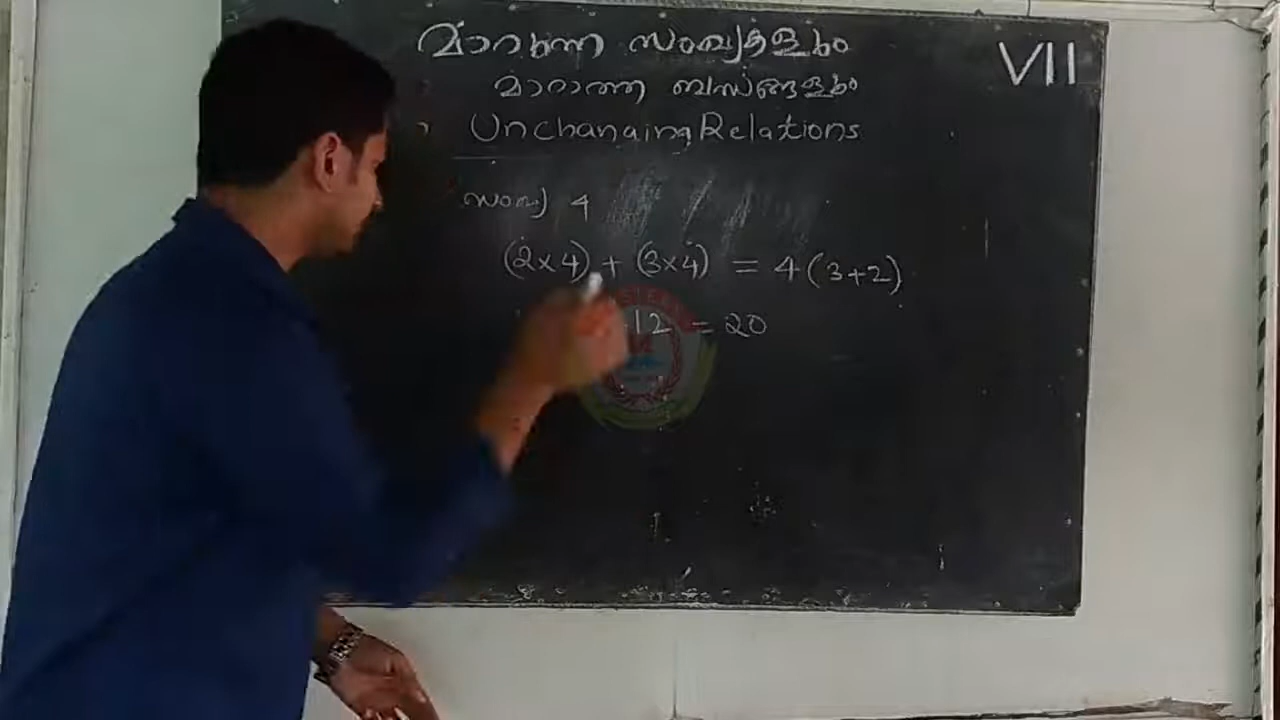 മാറുന്ന സംഖ്യകളും
മാറാത്ത ബന്ധങ്ങളും
VII
Unchanging Relations
സംഖ്യ 4
(2×4) + (3×4) = 4(3+2)
12 = 20